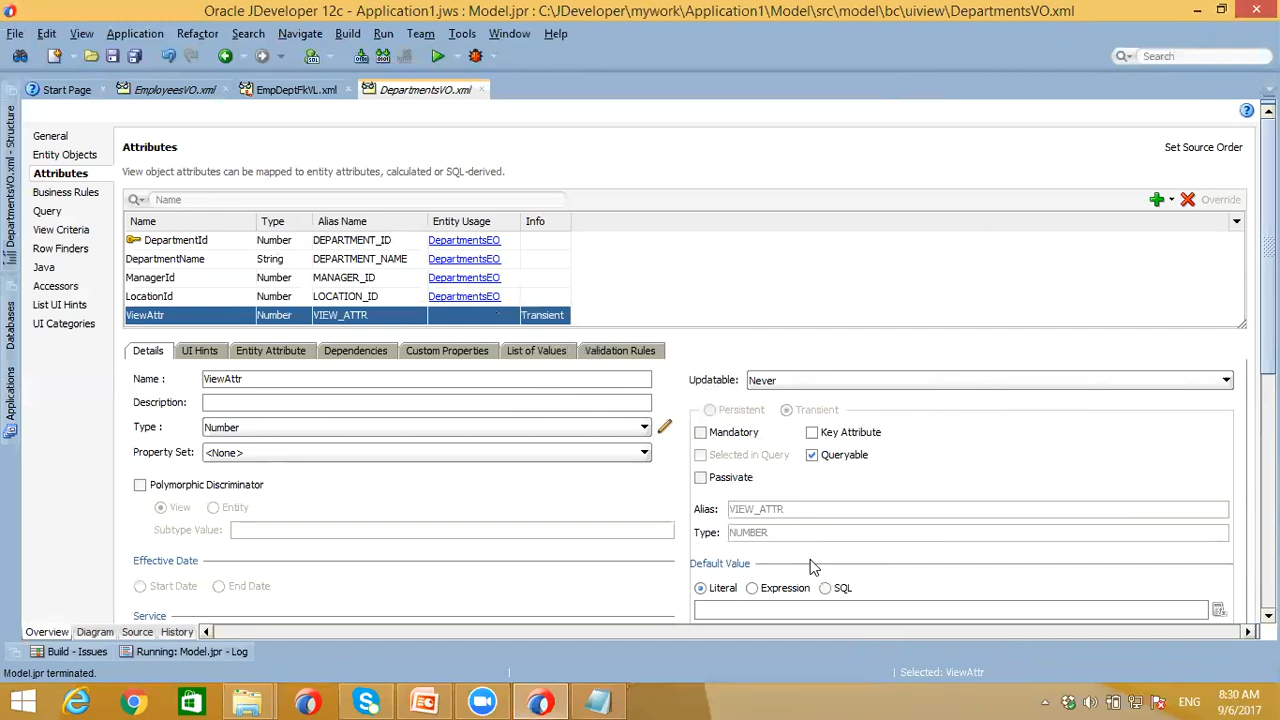 Oracle JDeveloper 12c - Application1.jws : Model.jpr : C:\JDeveloper\mywork\Application1\Model\src\model\bc\uiview\DepartmentsVO.xml
File Edit View Application Refactor Search Navigate Build Run Team Tools Window Help
Search
Start Page EmployeesVO.xml EmpDeptFkVL.xml DepartmentsVO.xml
DepartmentsVO.xml - Structure
Databases
Applications
General
Entity Objects
Attributes
Business Rules
Query
View Criteria
Row Finders
Java
Accessors
List UI Hints
UI Categories
Attributes
Set Source Order
View object attributes can be mapped to entity attributes, calculated or SQL-derived.
Name
Override
Name Type Alias Name Entity Usage Info
DepartmentId Number DEPARTMENT_ID DepartmentsEO
DepartmentName String DEPARTMENT_NAME DepartmentsEO
ManagerId Number MANAGER_ID DepartmentsEO
LocationId Number LOCATION_ID DepartmentsEO
ViewAttr Number VIEW_ATTR Transient
Details UI Hints Entity Attribute Dependencies Custom Properties List of Values Validation Rules
Name : ViewAttr
Description:
Type : Number
Property Set: <None>
Polymorphic Discriminator
View Entity
Subtype Value:
Effective Date
Start Date End Date
Service
Updatable: Never
Persistent Transient
Mandatory Key Attribute
Selected in Query Queryable
Passivate
Alias: VIEW_ATTR
Type: NUMBER
Default Value
Literal Expression SQL
Overview Diagram Source History
Build - Issues Running: Model.jpr - Log
Model.jpr terminated. Selected: ViewAttr
ENG
8:30 AM
9/6/2017